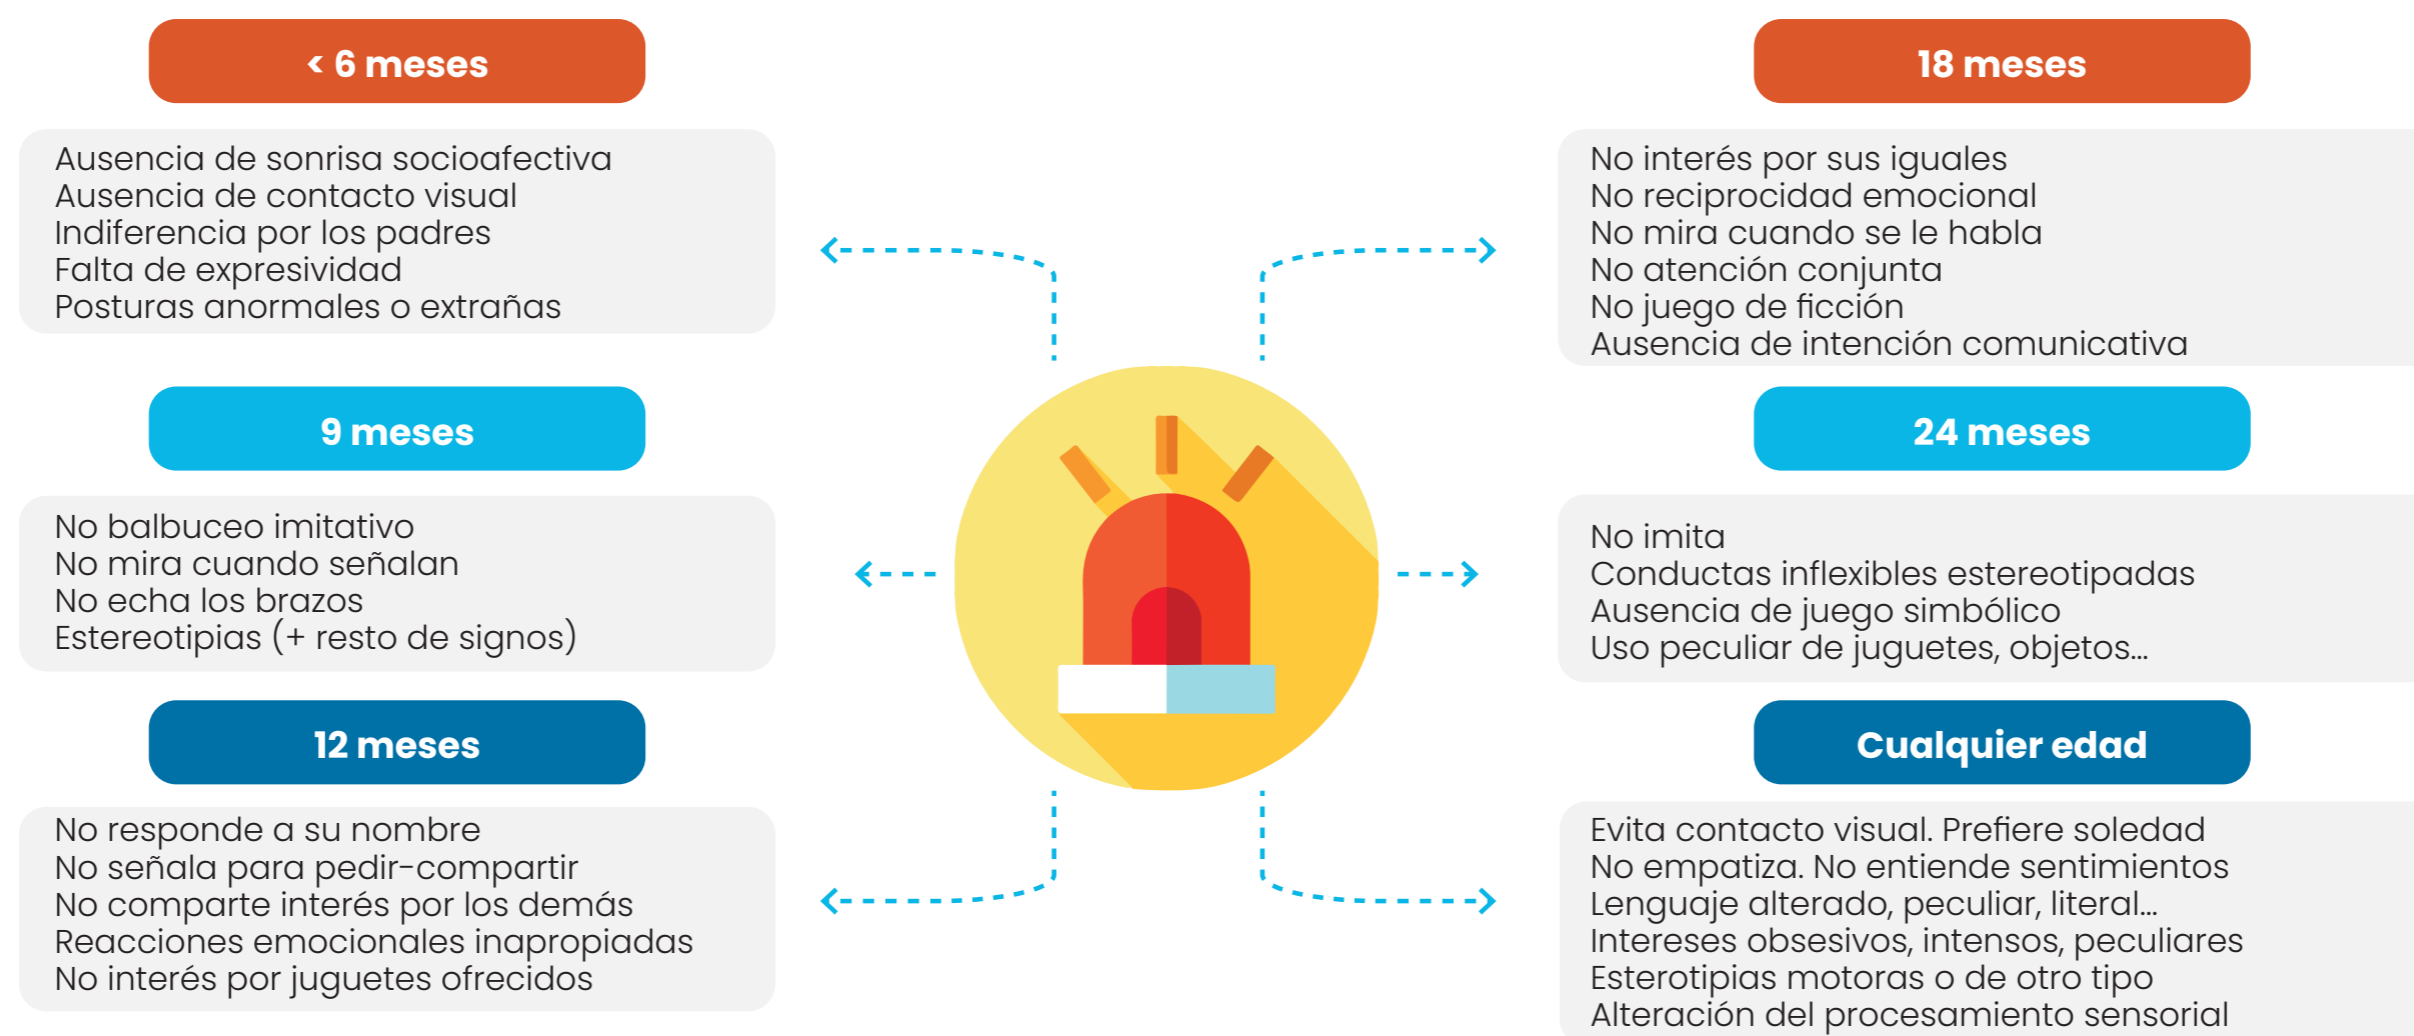 < 6 meses
Ausencia de sonrisa socioafectiva
Ausencia de contacto visual
Indiferencia por los padres
Falta de expresividad
Posturas anormales o extrañas
9 meses
No balbuceo imitativo
No mira cuando señalan
No echa los brazos
Estereotipias (+ resto de signos)
12 meses
No responde a su nombre
No señala para pedir-compartir
No comparte interés por los demás
Reacciones emocionales inapropiadas
No interés por juguetes ofrecidos
18 meses
No interés por sus iguales
No reciprocidad emocional
No mira cuando se le habla
No atención conjunta
No juego de ficción
Ausencia de intención comunicativa
24 meses
No imita
Conductas inflexibles estereotipadas
Ausencia de juego simbólico
Uso peculiar de juguetes, objetos...
Cualquier edad
Evita contacto visual. Prefiere soledad
No empatiza. No entiende sentimientos
Lenguaje alterado, peculiar, literal...
Intereses obsesivos, intensos, peculiares
Esterotipias motoras o de otro tipo
Alteración del procesamiento sensorial